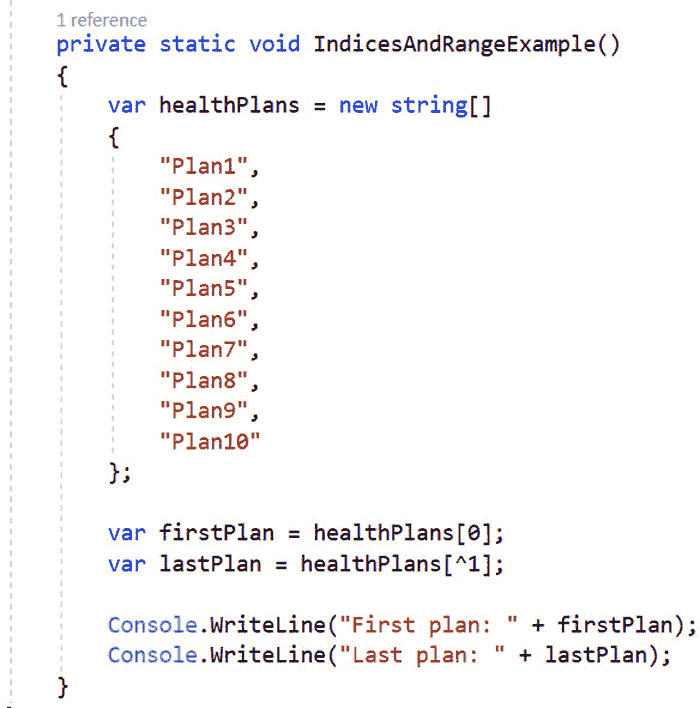 1 reference
private static void IndicesAndRangeExample()
{
var healthPlans = new string[]
{
"Plan1",
"Plan2",
"Plan3",
"Plan4",
"Plan5",
"Plan6",
"Plan7",
"Plan8",
"Plan9",
"Plan10"
};
var firstPlan = healthPlans[0];
var lastPlan = healthPlans[^1];
Console.WriteLine("First plan: " + firstPlan);
Console.WriteLine("Last plan: " + lastPlan);
}